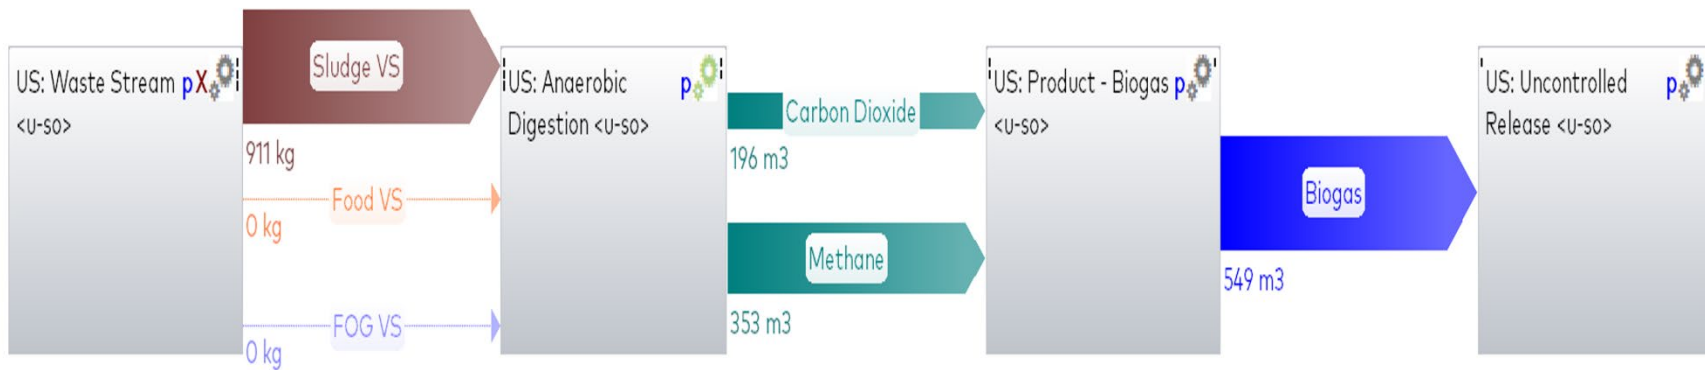 US: Waste Stream pX
<u-so>
Sludge VS
911 kg
Food VS
0 kg
FOG VS
0 kg
US: Anaerobic p
Digestion <u-so>
Carbon Dioxide
196 m3
Methane
353 m3
US: Product - Biogas p
<u-so>
Biogas
549 m3
US: Uncontrolled p
Release <u-so>